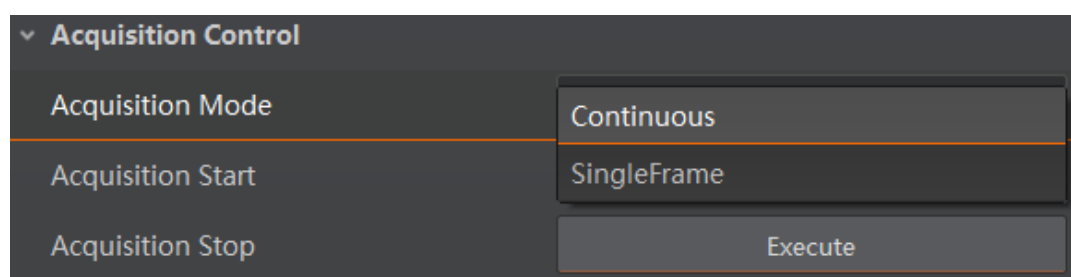 Acquisition Control
Acquisition Mode
Continuous
Acquisition Start
SingleFrame
Acquisition Stop
Execute